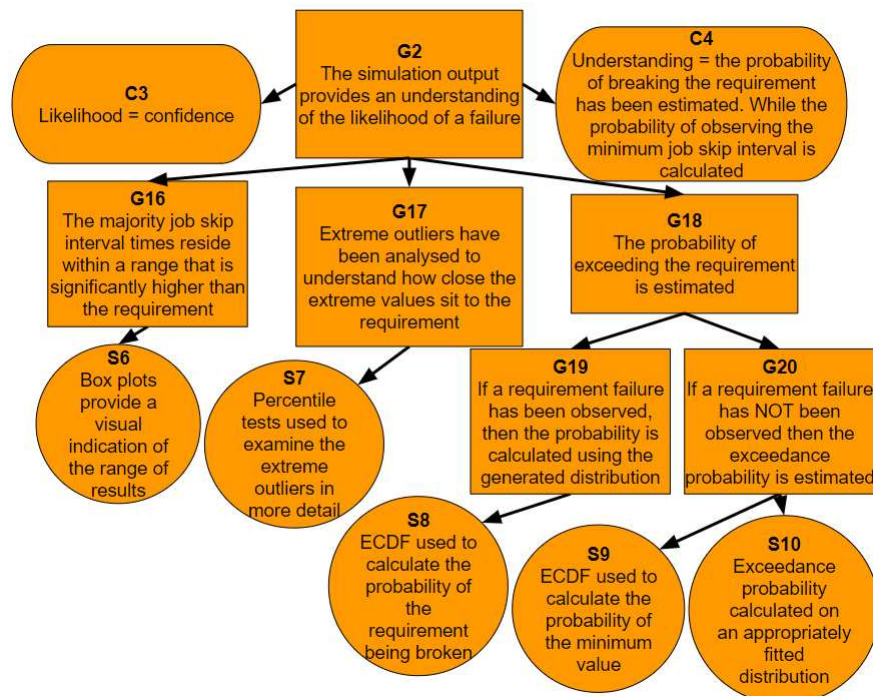 G2
The simulation output
provides an understanding
of the likelihood of a failure
C3
Likelihood = confidence
C4
Understanding = the probability
of breaking the requirement
has been estimated. While the
probability of observing the
minimum job skip interval is
calculated
G16
The majority job skip
interval times reside
within a range that is
significantly higher than
the requirement
G17
Extreme outliers have
been analysed to
understand how close the
extreme values sit to the
requirement
G18
The probability of
exceeding the requirement
is estimated
S6
Box plots
provide a
visual
indication of
the range of
results
S7
Percentile
tests used to
examine the
extreme
outliers in
more detail
G19
If a requirement failure
has been observed,
then the probability is
calculated using the
generated distribution
G20
If a requirement failure
has NOT been
observed then the
exceedance
probability is estimated
S8
ECDF used to
calculate the
probability of
the
requirement
being broken
S9
ECDF used to
calculate the
probability of
the minimum
value
S10
Exceedance
probability
calculated on
an appropriately
fitted
distribution